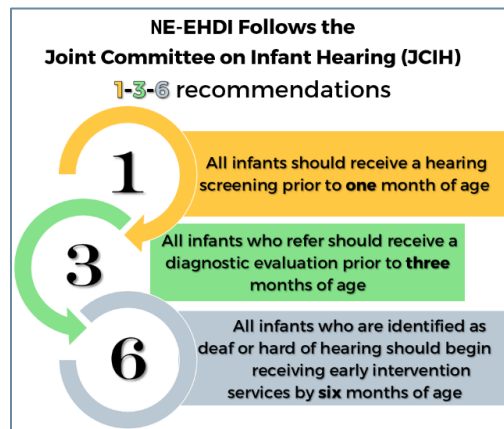 NE-EHDI Follows the
Joint Committee on Infant Hearing (JCIH)
1-3-6 recommendations
1
All infants should receive a hearing
screening prior to one month of age
3
All infants who refer should receive a
diagnostic evaluation prior to three
months of age
6
All infants who are identified as
deaf or hard of hearing should begin
receiving early intervention
services by six months of age